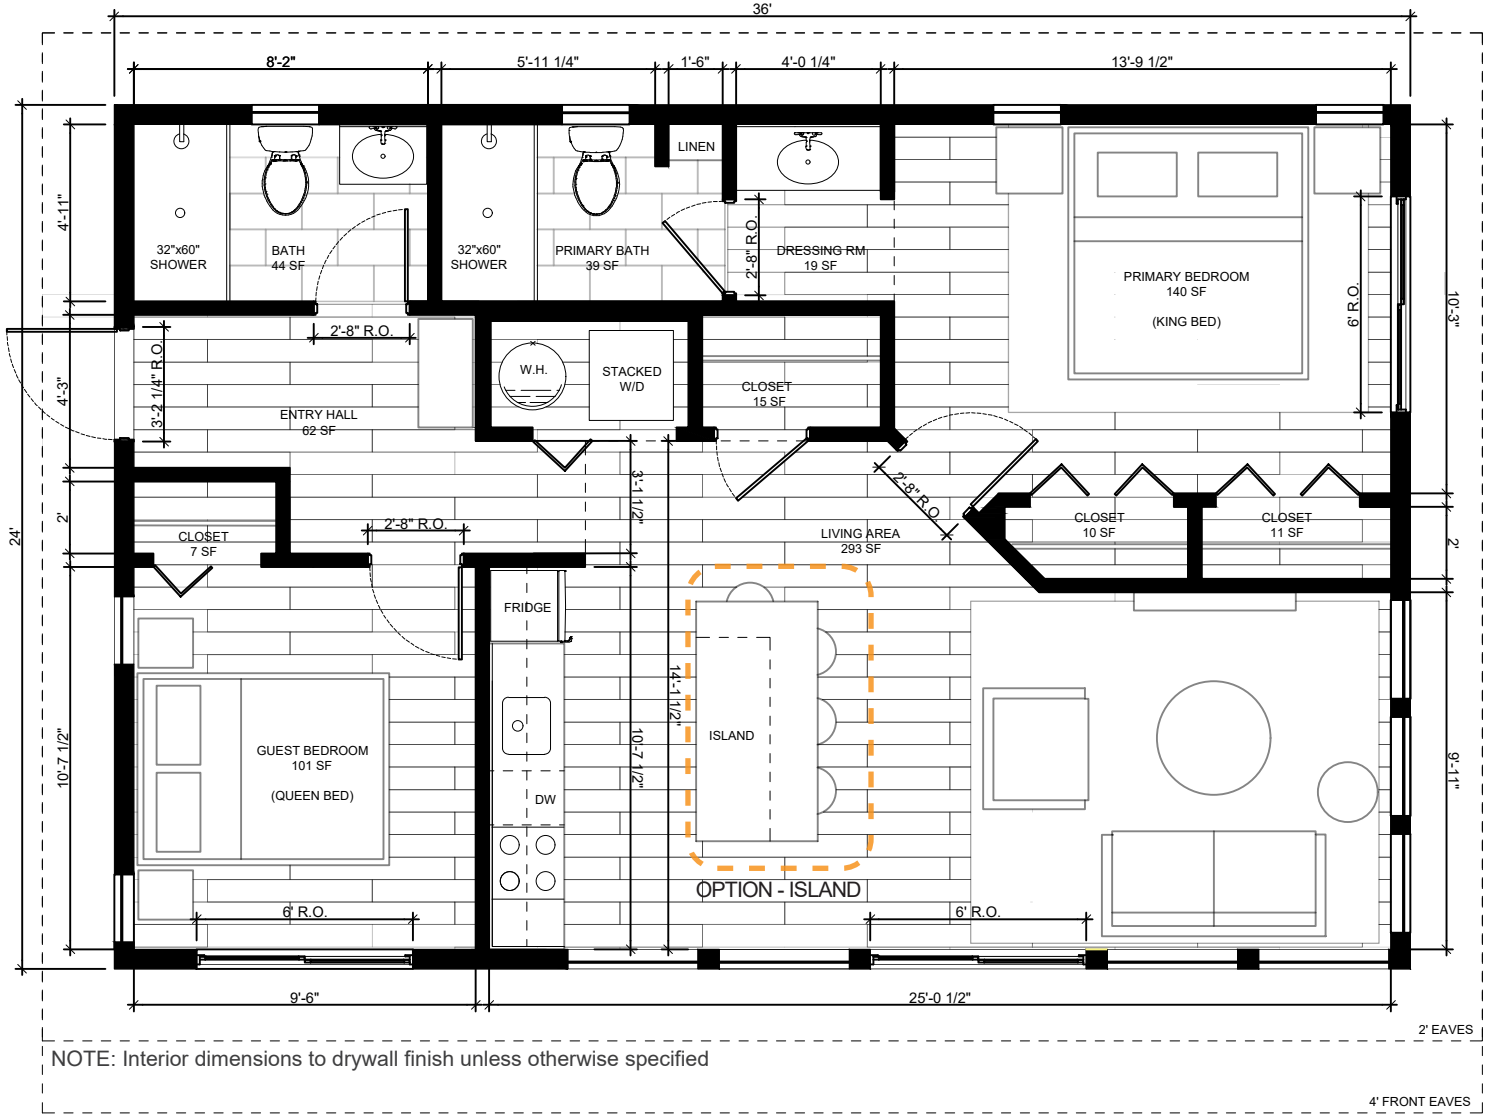 36'
8'-2"
5'-11 1/4"
1'-6"
4'-0 1/4"
13'-9 1/2"
LINEN
4'-11"
32"x60"
SHOWER
BATH
44 SF
32"x60"
SHOWER
PRIMARY BATH
39 SF
2'-8" R.O.
DRESSING RM
19 SF
PRIMARY BEDROOM
140 SF
(KING BED)
6' R.O.
10'-3"
2'-8" R.O.
3'-2 1/4" R.O.
4'-3"
W.H.
STACKED
W/D
CLOSET
15 SF
ENTRY HALL
62 SF
24'
2'
CLOSET
7 SF
2'-8" R.O.
3'-1 1/2"
2'-8" R.O.
LIVING AREA
293 SF
CLOSET
10 SF
CLOSET
11 SF
2'
FRIDGE
10'-7 1/2"
GUEST BEDROOM
101 SF
(QUEEN BED)
14'-1 1/2"
10'-7 1/2"
ISLAND
DW
9'-11"
OPTION - ISLAND
6' R.O.
6' R.O.
9'-6"
25'-0 1/2"
2' EAVES
NOTE: Interior dimensions to drywall finish unless otherwise specified
4' FRONT EAVES